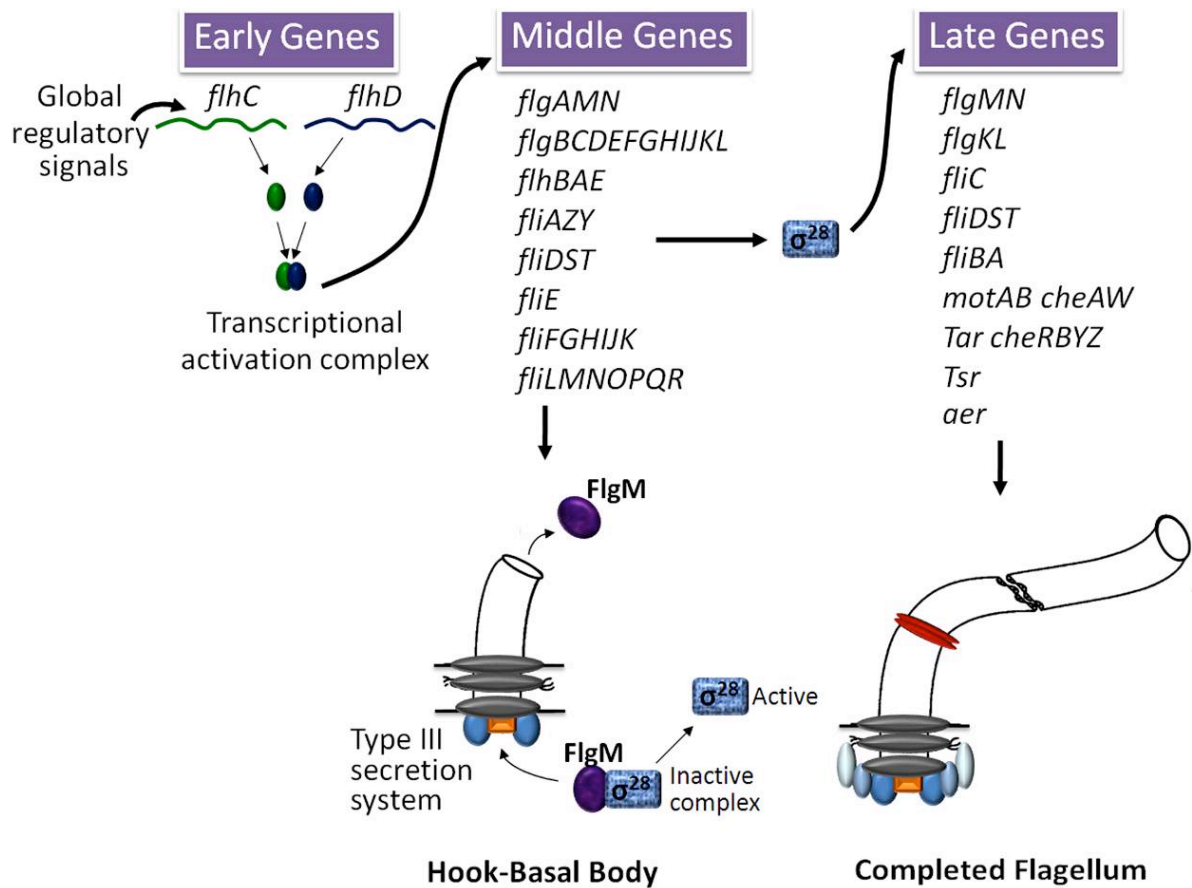 Early Genes
Middle Genes
Late Genes
Global
regulatory
signals
flhC
flhD
Transcriptional
activation complex
flgAMN
flgBCDEFGHIJKL
flhBAE
fliAZY
fliDST
fliE
fliFGHIJK
fliLMNOPQR
σ28
flgMN
flgKL
fliC
fliDST
fliBA
motAB cheAW
Tar cheRBYZ
Tsr
aer
FlgM
Type III
secretion
system
FlgM
σ28
Inactive
complex
σ28 Active
Hook-Basal Body
Completed Flagellum